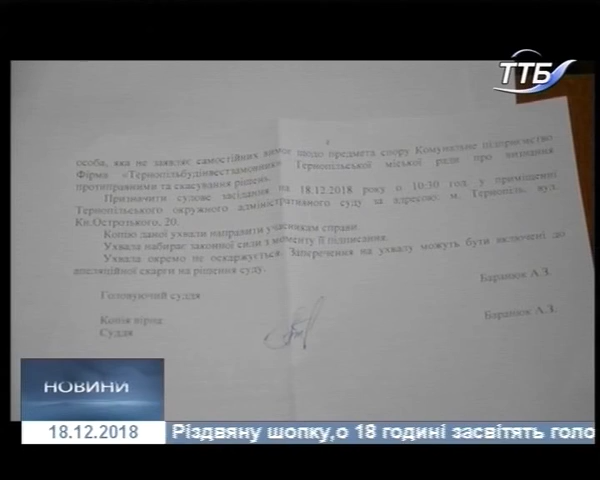 ТТБ
особа, яка не заявляє самостійних вимог щодо предмета спору Комунальне підприємство
Фірма «Тернопільбудінвестзамовник» Тернопільської міської ради про визнання
протиправними та скасування рішень.
Призначити судове засідання на 18.12.2018 року о 10:30 год. у приміщенні
Тернопільського окружного адміністративного суду за адресою: м. Тернопіль, вул.
Кн.Острозького, 20.
Копію даної ухвали направити учасникам справи.
Ухвала набирає законної сили з моменту її підписання.
Ухвала окремо не оскаржується. Заперечення на ухвалу можуть бути включені до
апеляційної скарги на рішення суду.
Головуючий суддя
Баранюк А.З.
Копія вірна
Суддя
Баранюк А.З.
НОВИНИ
18.12.2018
Різдвяну шопку,о 18 годині засвітять голо